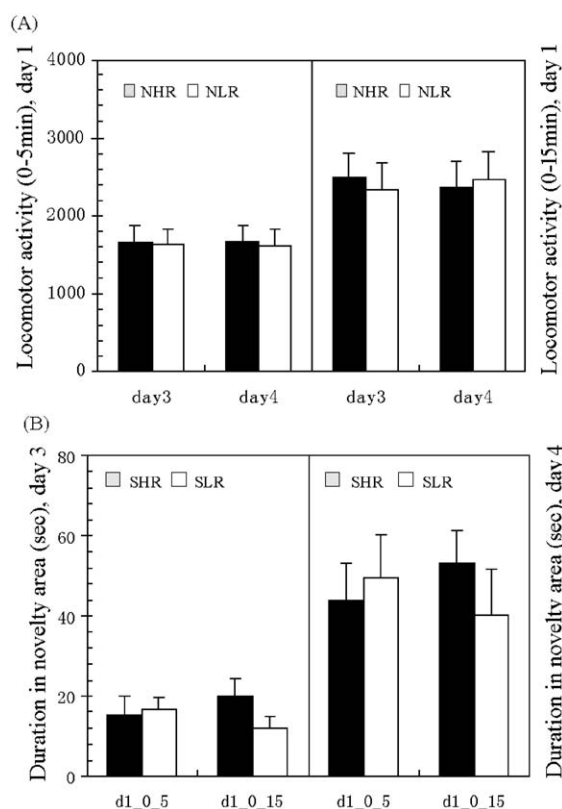 (A)
Locomotor activity (0-5min), day 1
4000
3000
2000
1000
0
NHR NLR
NHR NLR
day3 day4 day3 day4
Locomotor activity (0-15min), day 1
(B)
Duration in novelty area (sec), day 3
80
60
40
20
0
SHR SLR
SHR SLR
d1_0_5 d1_0_15 d1_0_5 d1_0_15
Duration in novelty area (sec), day 4